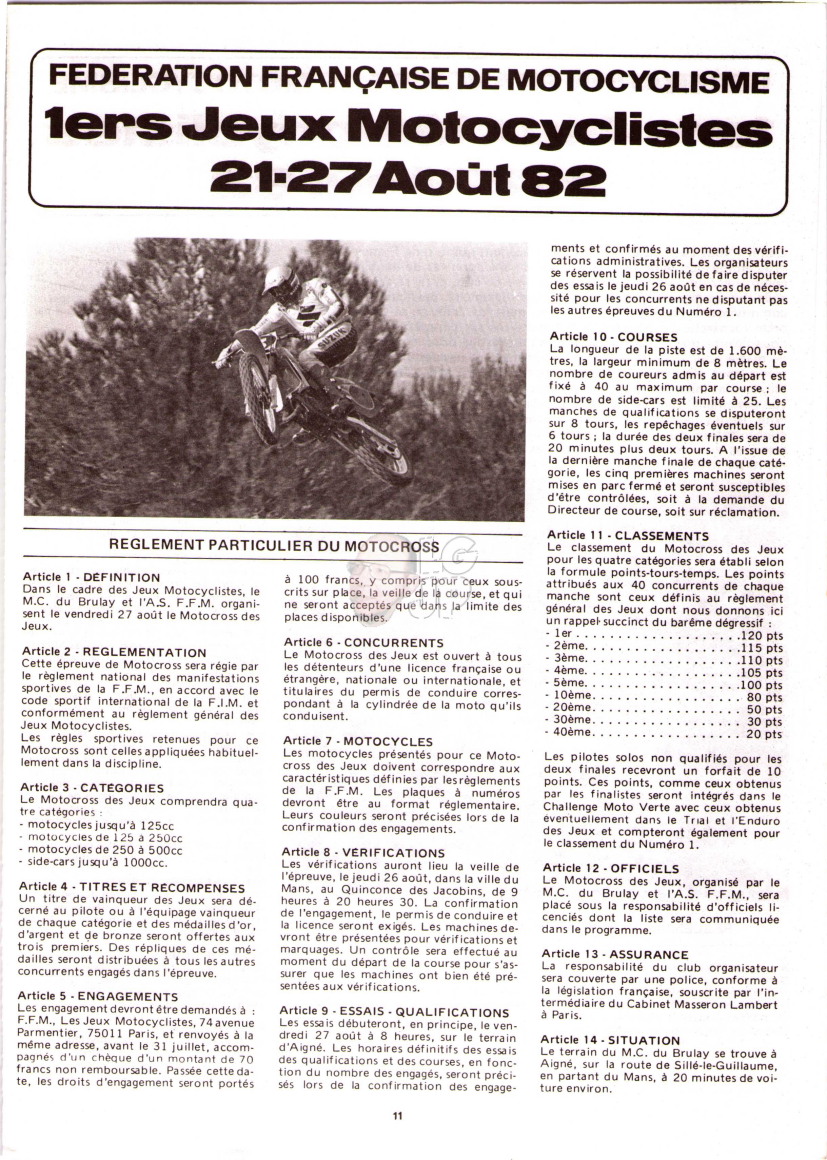 FEDERATION FRANÇAISE DE MOTOCYCLISME
1ers Jeux Motocyclistes
21-27 Août 82
SUZUKI
REGLEMENT PARTICULIER DU MOTOCROSS
Article 1 - DÉFINITION
Dans le cadre des Jeux Motocyclistes, le
M.C. du Brulay et l'A.S. F.F.M. organi-
sent le vendredi 27 août le Motocross des
Jeux.
Article 2 - REGLEMENTATION
Cette épreuve de Motocross sera régie par
le règlement national des manifestations
sportives de la F.F.M., en accord avec le
code sportif international de la F.I.M. et
conformément au règlement général des
Jeux Motocyclistes.
Les règles sportives retenues pour ce
Motocross sont celles appliquées habituel-
lement dans la discipline.
Article 3 - CATÉGORIES
Le Motocross des Jeux comprendra qua-
tre catégories :
- motocycles jusqu'à 125cc
- motocycles de 125 à 250cc
- motocycles de 250 à 500cc
- side-cars jusqu'à 1000cc.
Article 4 - TITRES ET RÉCOMPENSES
Un titre de vainqueur des Jeux sera dé-
cerné au pilote ou à l'équipage vainqueur
de chaque catégorie et des médailles d'or,
d'argent et de bronze seront offertes aux
trois premiers. Des répliques de ces mé-
dailles seront distribuées à tous les autres
concurrents engagés dans l'épreuve.
Article 5 - ENGAGEMENTS
Les engagement devront être demandés à :
F.F.M., Les Jeux Motocyclistes, 74 avenue
Parmentier, 75011 Paris, et renvoyés à la
même adresse, avant le 31 juillet, accom-
pagnés d'un chèque d'un montant de 70
francs non remboursable. Passée cette da-
te, les droits d'engagement seront portés
à 100 francs, y compris pour ceux sous-
crits sur place, la veille de la course, et qui
ne seront acceptés que dans la limite des
places disponibles.
Article 6 - CONCURRENTS
Le Motocross des Jeux est ouvert à tous
les détenteurs d'une licence française ou
étrangère, nationale ou internationale, et
titulaires du permis de conduire corres-
pondant à la cylindrée de la moto qu'ils
conduisent.
Article 7 - MOTOCYCLES
Les motocycles présentés pour ce Moto-
cross des Jeux doivent correspondre aux
caractéristiques définies par les règlements
de la F.F.M. Les plaques à numéros
devront être au format réglementaire.
Leurs couleurs seront précisées lors de la
confirmation des engagements.
Article 8 - VÉRIFICATIONS
Les vérifications auront lieu la veille de
l'épreuve, le jeudi 26 août, dans la ville du
Mans, au Quinconce des Jacobins, de 9
heures à 20 heures 30. La confirmation
de l'engagement, le permis de conduire et
la licence seront exigés. Les machines de-
vront être présentées pour vérifications et
marquages. Un contrôle sera effectué au
moment du départ de la course pour s'as-
surer que les machines ont bien été pré-
sentées aux vérifications.
Article 9 - ESSAIS - QUALIFICATIONS
Les essais débuteront, en principe, le ven-
dredi 27 août à 8 heures, sur le terrain
d'Aigné. Les horaires définitifs des essais
des qualifications et des courses, en fonc-
tion du nombre des engagés, seront préci-
sés lors de la confirmation des engage-
ments et confirmés au moment des vérifi-
cations administratives. Les organisateurs
se réservent la possibilité de faire disputer
des essais le jeudi 26 août en cas de néces-
sité pour les concurrents ne disputant pas
les autres épreuves du Numéro 1.
Article 10 - COURSES
La longueur de la piste est de 1.600 mè-
tres, la largeur minimum de 8 mètres. Le
nombre de coureurs admis au départ est
fixé à 40 au maximum par course ; le
nombre de side-cars est limité à 25. Les
manches de qualifications se disputeront
sur 8 tours, les repêchages éventuels sur
6 tours ; la durée des deux finales sera de
20 minutes plus deux tours. A l'issue de
la dernière manche finale de chaque caté-
gorie, les cinq premières machines seront
mises en parc fermé et seront susceptibles
d'être contrôlées, soit à la demande du
Directeur de course, soit sur réclamation.
Article 11 - CLASSEMENTS
Le classement du Motocross des Jeux
pour les quatre catégories sera établi selon
la formule points-tours-temps. Les points
attribués aux 40 concurrents de chaque
manche sont ceux définis au règlement
général des Jeux dont nous donnons ici
un rappel succinct du barême dégressif :
- 1er . . . . . . . . . . . . . . . . . .120 pts
- 2ème. . . . . . . . . . . . . . . . . .115 pts
- 3ème. . . . . . . . . . . . . . . . . .110 pts
- 4ème. . . . . . . . . . . . . . . . . .105 pts
- 5ème. . . . . . . . . . . . . . . . . .100 pts
- 10ème. . . . . . . . . . . . . . . . . 80 pts
- 20ème. . . . . . . . . . . . . . . . . 50 pts
- 30ème. . . . . . . . . . . . . . . . . 30 pts
- 40ème. . . . . . . . . . . . . . . . . 20 pts
Les pilotes solos non qualifiés pour les
deux finales recevront un forfait de 10
points. Ces points, comme ceux obtenus
par les finalistes seront intégrés dans le
Challenge Moto Verte avec ceux obtenus
éventuellement dans le Trial et l'Enduro
des Jeux et compteront également pour
le classement du Numéro 1.
Article 12 - OFFICIELS
Le Motocross des Jeux, organisé par le
M.C. du Brulay et l'A.S. F.F.M., sera
placé sous la responsabilité d'officiels li-
cenciés dont la liste sera communiquée
dans le programme.
Article 13 - ASSURANCE
La responsabilité du club organisateur
sera couverte par une police, conforme à
la législation française, souscrite par l'in-
termédiaire du Cabinet Masseron Lambert
à Paris.
Article 14 - SITUATION
Le terrain du M.C. du Brulay se trouve à
Aigné, sur la route de Sillé-le-Guillaume,
en partant du Mans, à 20 minutes de voi-
ture environ.
11